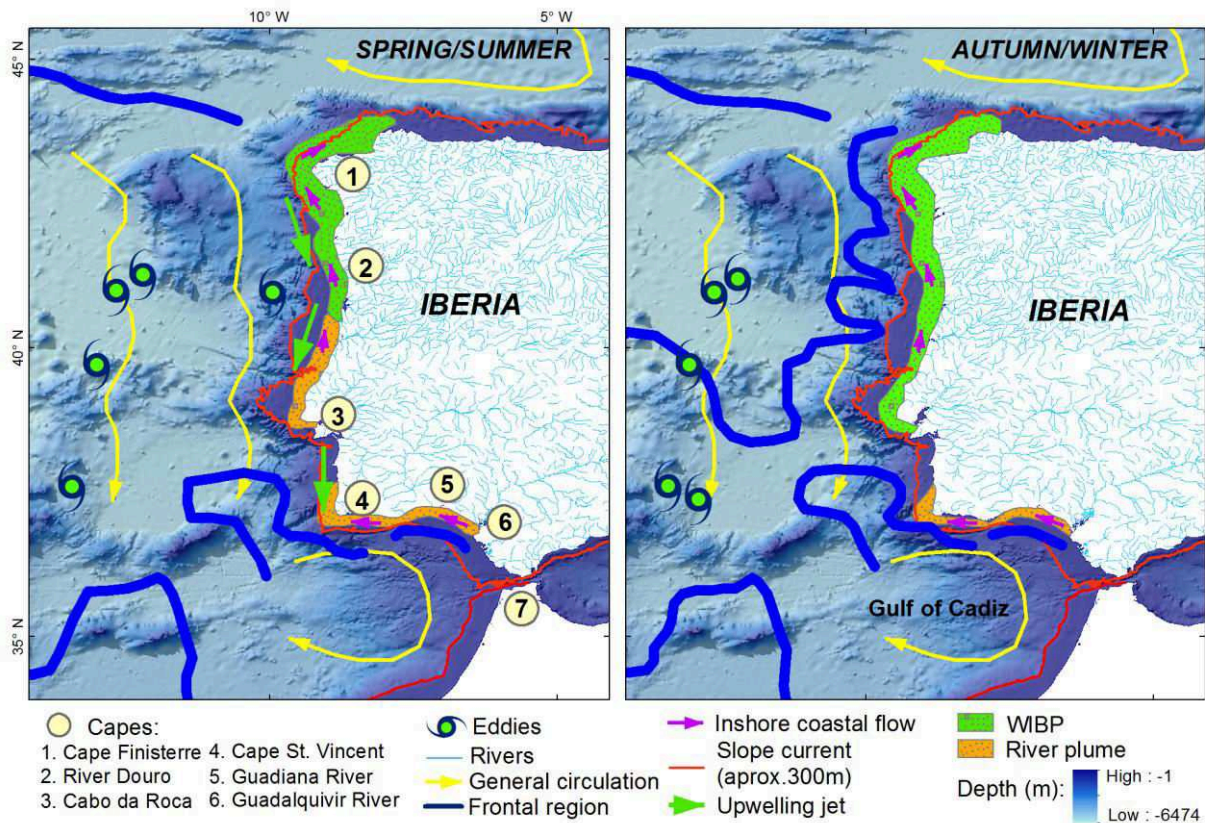 10° W
5° W
SPRING/SUMMER
AUTUMN/WINTER
45° N
40° N
35° N
1
2
3
4
5
6
7
IBERIA
IBERIA
Gulf of Cadiz
Capes:
1. Cape Finisterre
2. River Douro
3. Cabo da Roca
4. Cape St. Vincent
5. Guadiana River
6. Guadalquivir River
Eddies
Rivers
General circulation
Frontal region
Inshore coastal flow
Slope current
(aprox.300m)
Upwelling jet
WIBP
River plume
Depth (m):
High : -1
Low : -6474